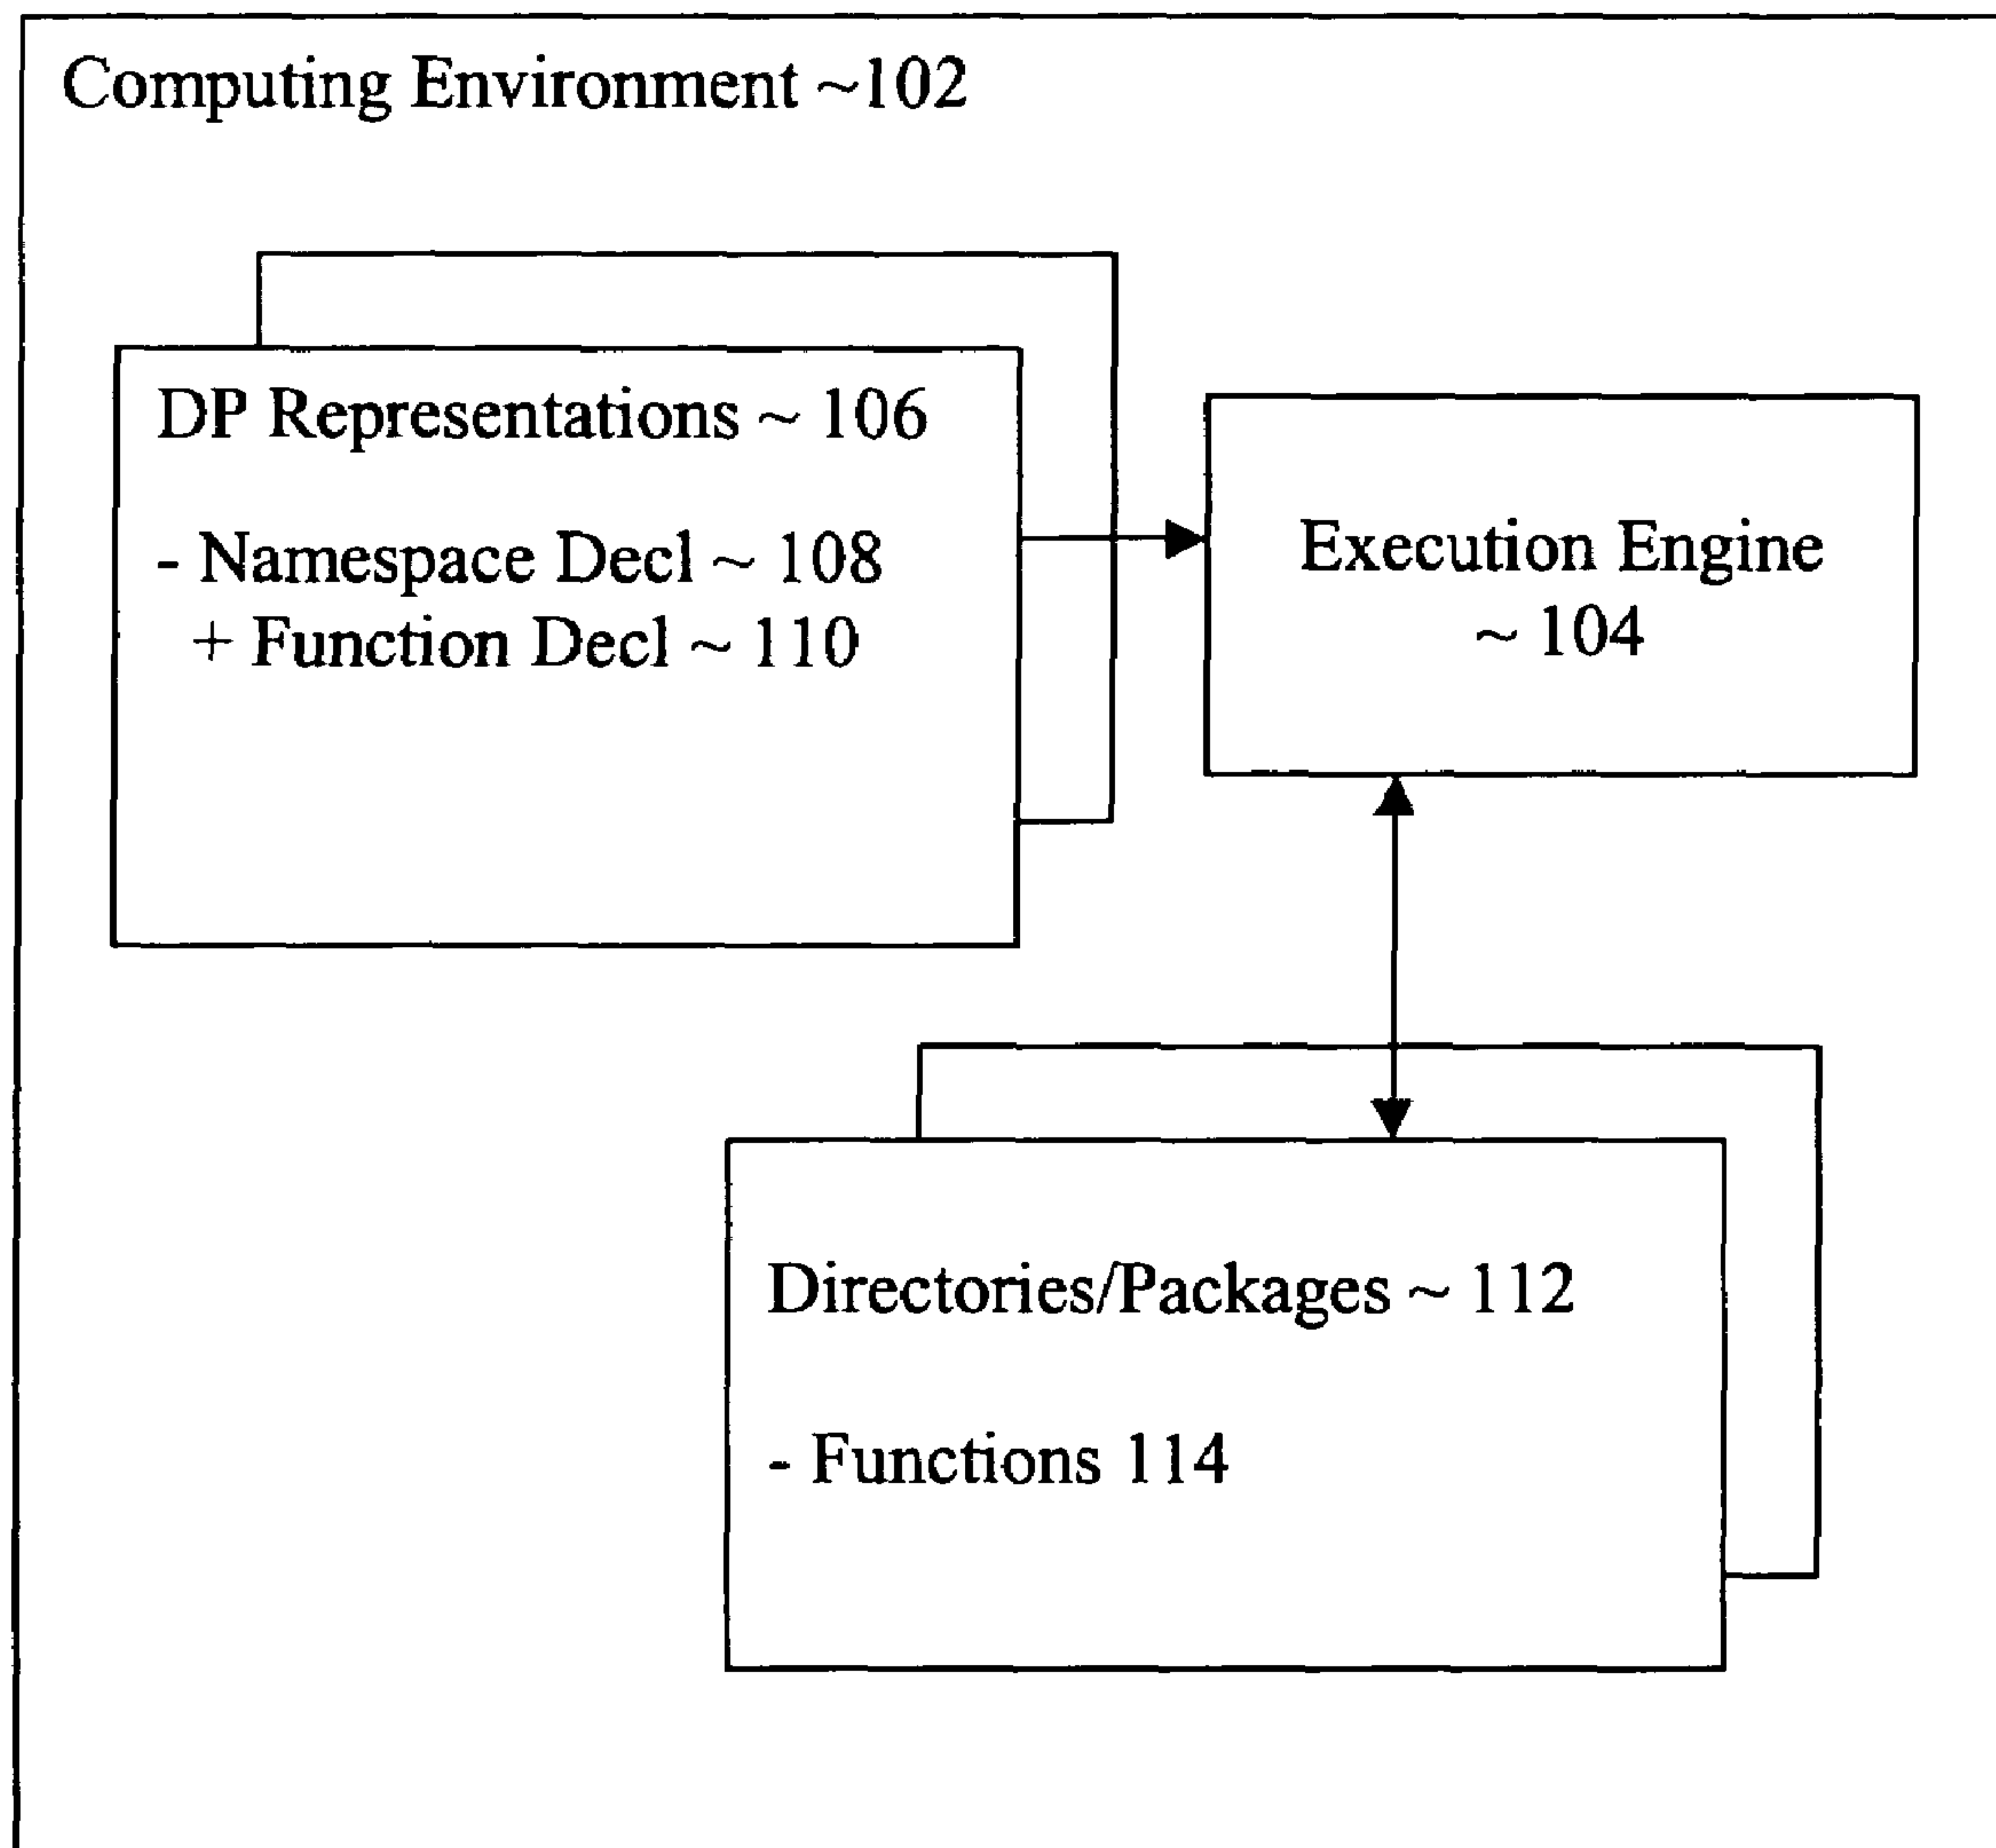 Computing Environment ~102
DP Representations ~ 106
- Namespace Decl ~ 108
+ Function Decl ~ 110
Execution Engine
~ 104
Directories/Packages ~ 112
- Functions 114